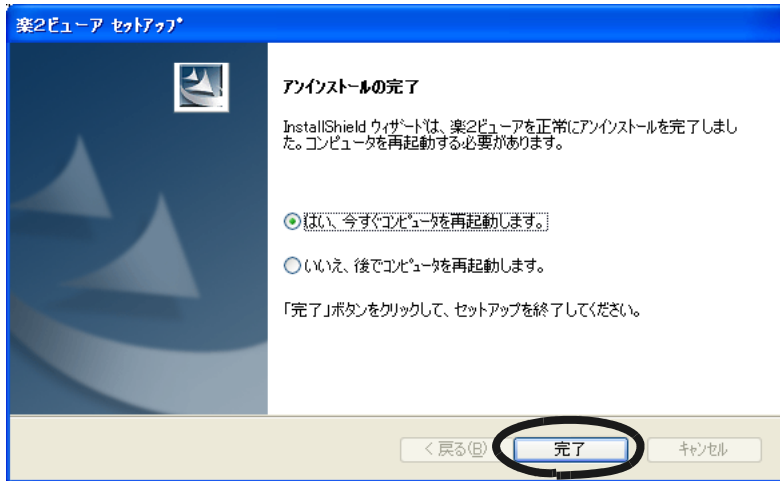 楽2ビューア セットアップ
アンインストールの完了
InstallShield ウィザードは、楽2ビューアを正常にアンインストールを完了しまし
た。コンピュータを再起動する必要があります。
はい、今すぐコンピュータを再起動します。
いいえ、後でコンピュータを再起動します。
「完了」ボタンをクリックして、セットアップを終了してください。
< 戻る(B) 完了 キャンセル